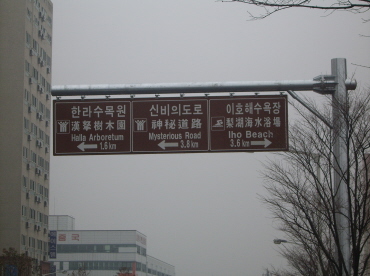 한라수목원
漢拏樹木園
Halla Arboretum
1.6 km
신비의도로
神秘道路
Mysterious Road
3.8 km
이호해수욕장
梨湖海水浴場
Iho Beach
3.6 km